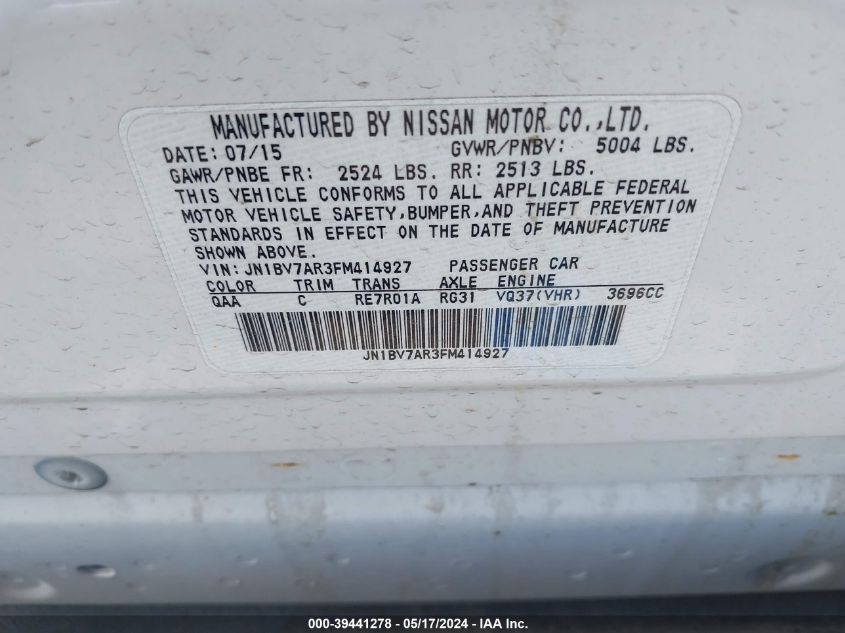 MANUFACTURED BY NISSAN MOTOR CO.,LTD.
DATE: 07/15 GVWR/PNBV: 5004 LBS.
GAWR/PNBE FR: 2524 LBS. RR: 2513 LBS.
THIS VEHICLE CONFORMS TO ALL APPLICABLE FEDERAL
MOTOR VEHICLE SAFETY,BUMPER,AND THEFT PREVENTION
STANDARDS IN EFFECT ON THE DATE OF MANUFACTURE
SHOWN ABOVE.
VIN: JN1BV7AR3FM414927 PASSENGER CAR
COLOR TRIM TRANS AXLE ENGINE
QAA C RE7R01A RG31 VQ37(VHR) 3696CC
JN1BV7AR3FM414927
000-39441278 - 05/17/2024 - IAA Inc.